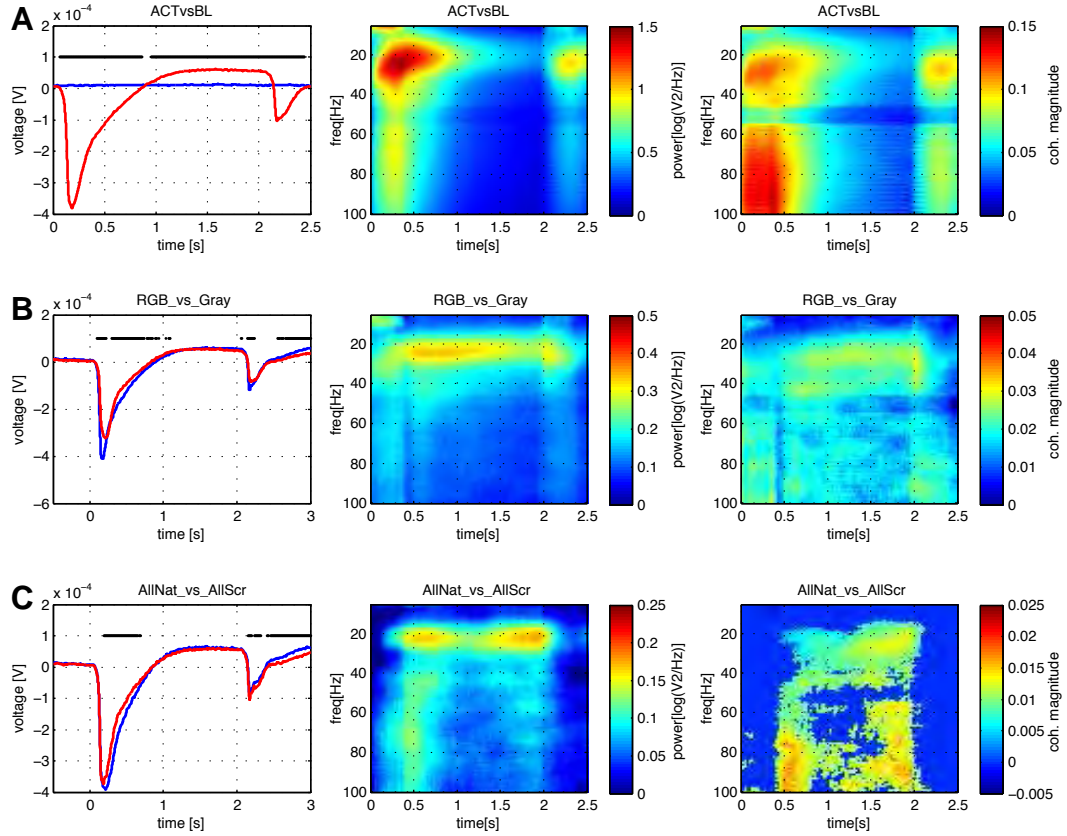 A
ACTvsBL
x 10⁻⁴
2
1
0
−1
−2
−3
−4
voltage [V]
0 0.5 1 1.5 2 2.5
time [s]
ACTvsBL
20
40
60
80
100
freq[Hz]
0 0.5 1 1.5 2 2.5
time[s]
1.5
1
0.5
0
power[log(V2/Hz)]
ACTvsBL
20
40
60
80
100
freq[Hz]
0 0.5 1 1.5 2 2.5
time[s]
0.15
0.1
0.05
0
coh. magnitude
B
RGB_vs_Gray
x 10⁻⁴
2
0
−2
−4
−6
voltage [V]
0 1 2 3
time [s]
RGB_vs_Gray
20
40
60
80
100
freq[Hz]
0 0.5 1 1.5 2 2.5
time[s]
0.5
0.4
0.3
0.2
0.1
0
power[log(V2/Hz)]
RGB_vs_Gray
20
40
60
80
100
freq[Hz]
0 0.5 1 1.5 2 2.5
time[s]
0.05
0.04
0.03
0.02
0.01
0
coh. magnitude
C
AllNat_vs_AllScr
x 10⁻⁴
2
1
0
−1
−2
−3
−4
voltage [V]
0 1 2 3
time [s]
AllNat_vs_AllScr
20
40
60
80
100
freq[Hz]
0 0.5 1 1.5 2 2.5
time[s]
0.25
0.2
0.15
0.1
0.05
0
power[log(V2/Hz)]
AllNat_vs_AllScr
20
40
60
80
100
freq[Hz]
0 0.5 1 1.5 2 2.5
time[s]
0.025
0.02
0.015
0.01
0.005
0
−0.005
coh. magnitude